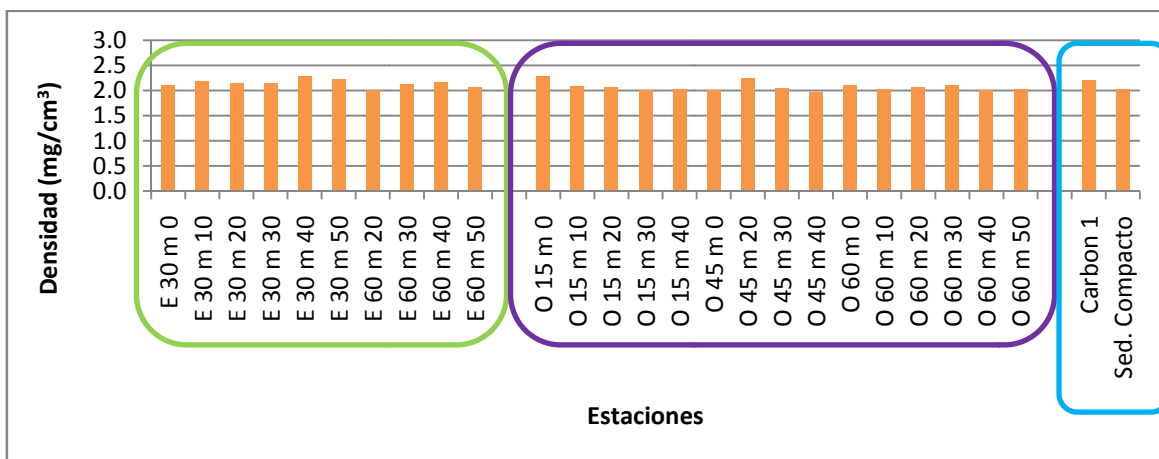 Densidad (mg/cm³)
3.0
2.5
2.0
1.5
1.0
0.5
0.0
E 30 m 0
E 30 m 10
E 30 m 20
E 30 m 30
E 30 m 40
E 30 m 50
E 60 m 20
E 60 m 30
E 60 m 40
E 60 m 50
O 15 m 0
O 15 m 10
O 15 m 20
O 15 m 30
O 15 m 40
O 45 m 0
O 45 m 20
O 45 m 30
O 45 m 40
O 60 m 0
O 60 m 10
O 60 m 20
O 60 m 30
O 60 m 40
O 60 m 50
Carbon 1
Sed. Compacto
Estaciones